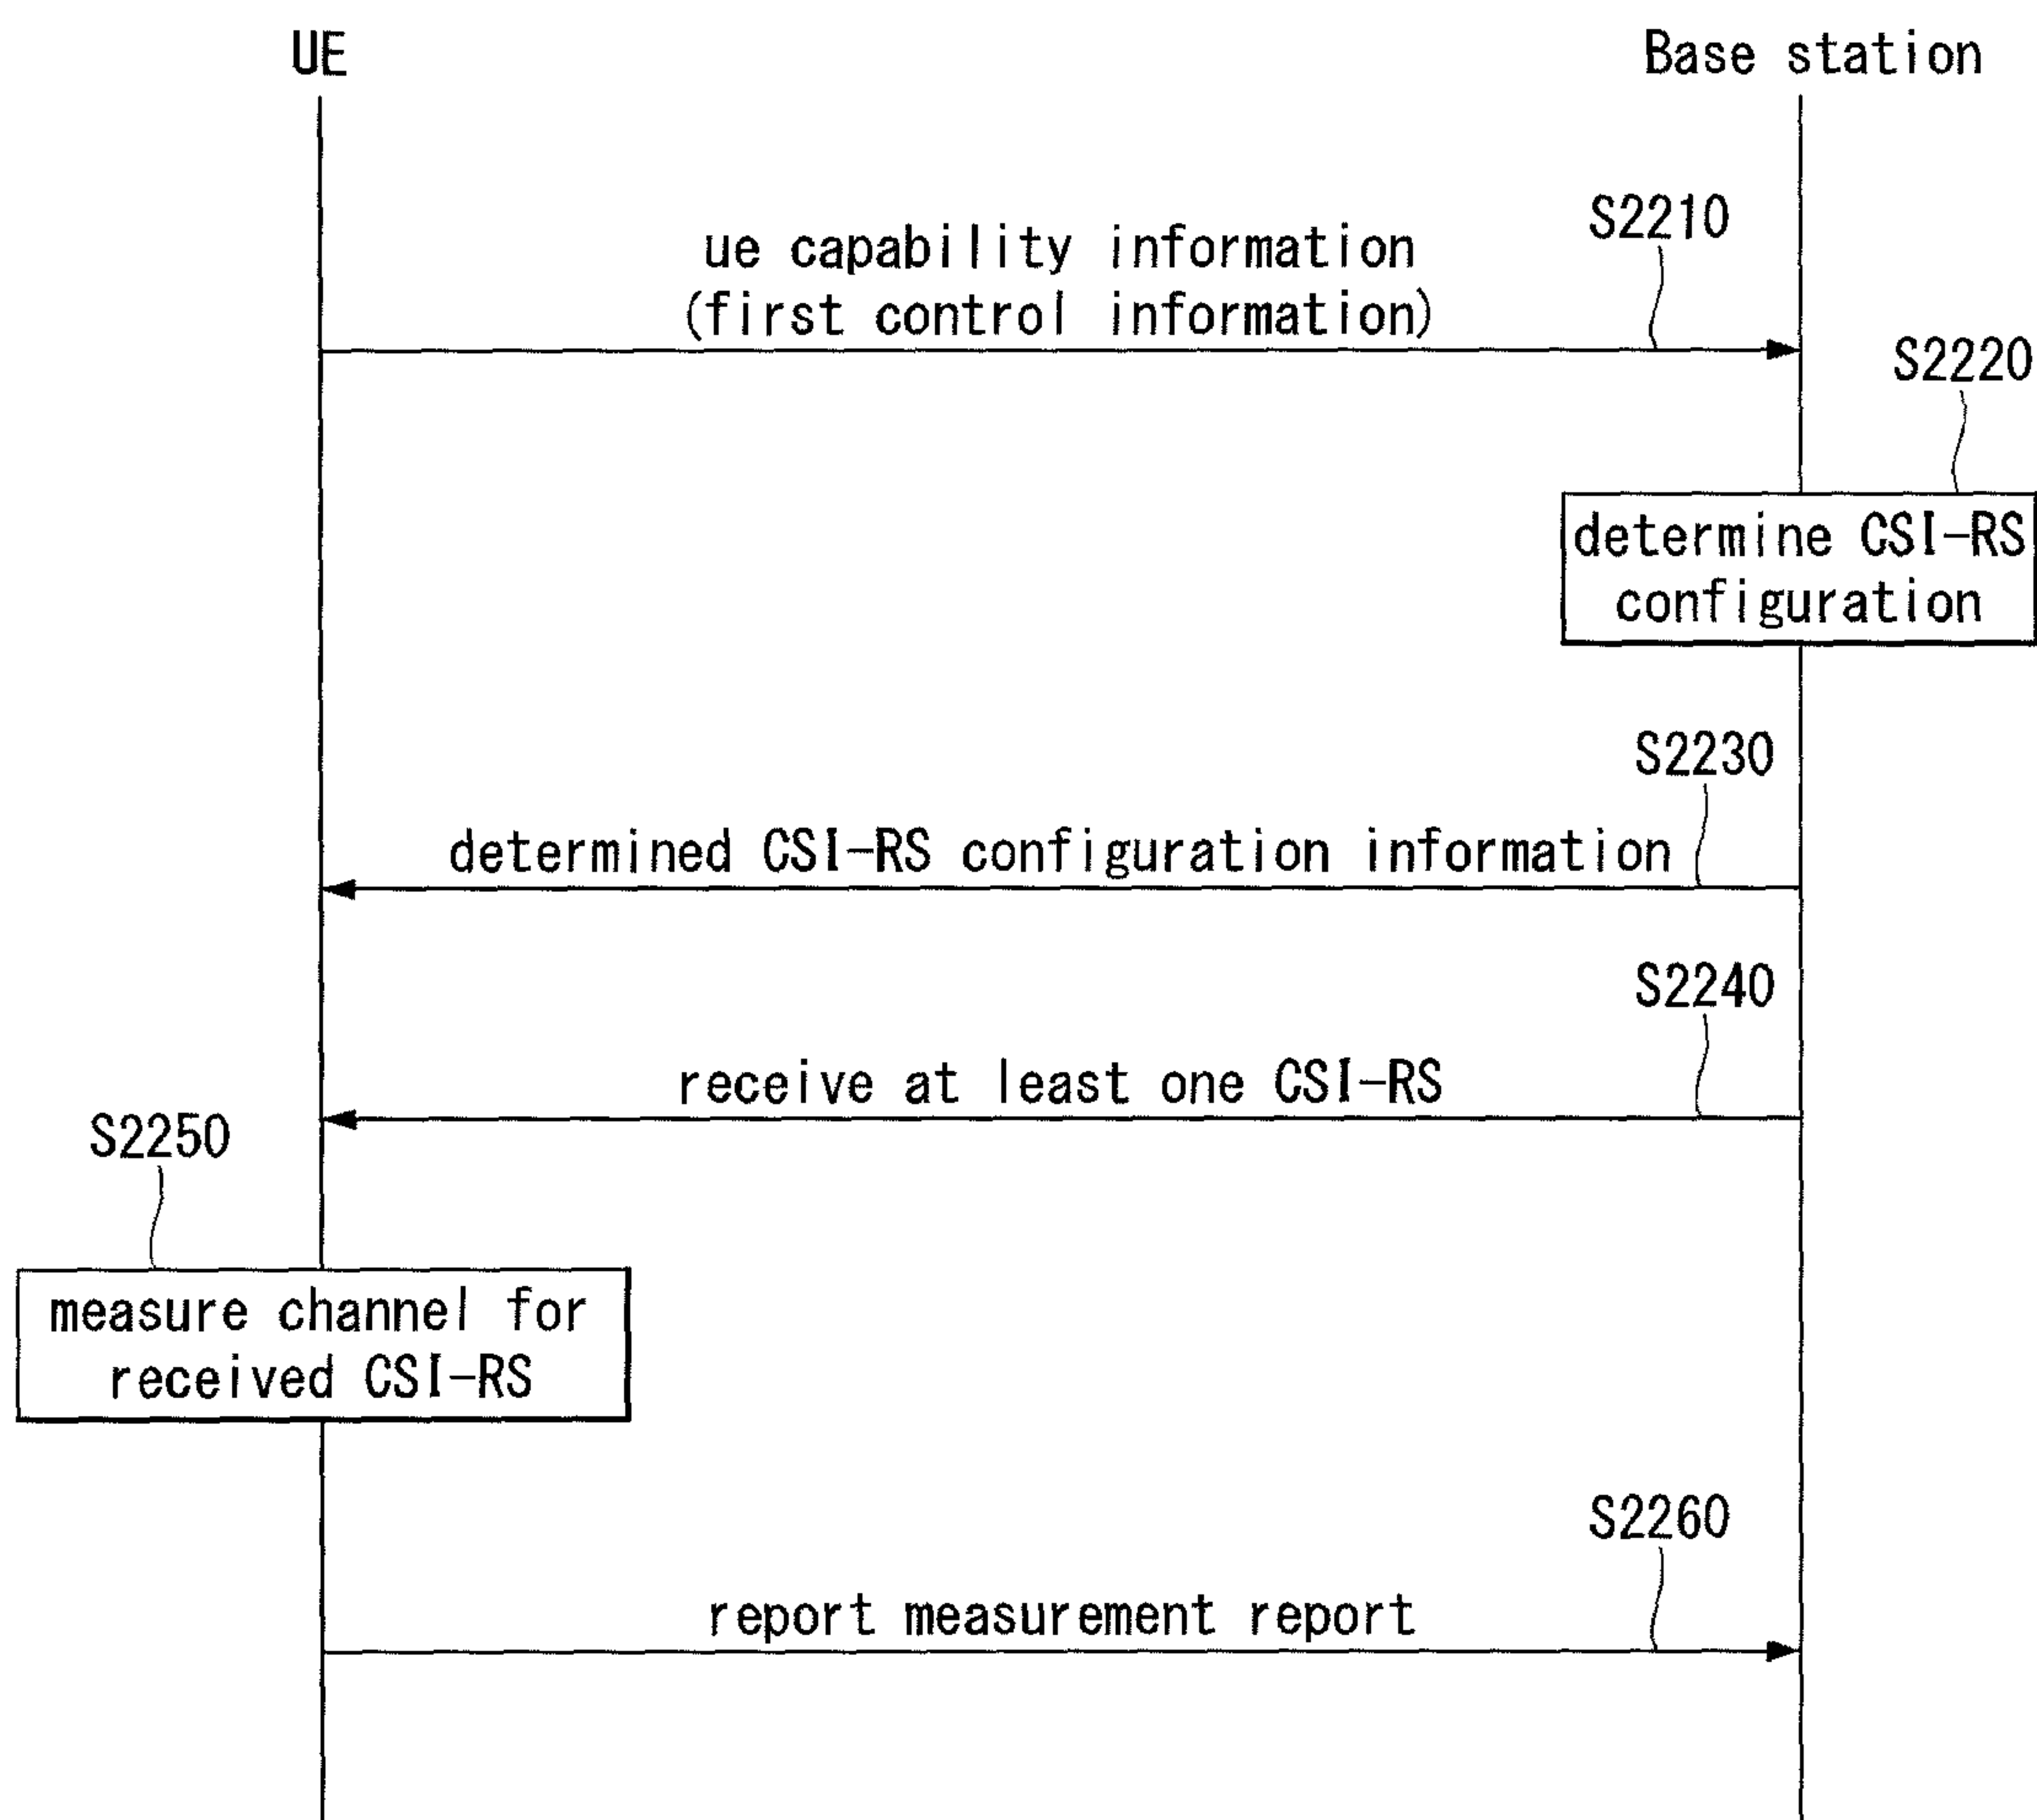 UE
Base station
S2210
ue capability information
(first control information)
S2220
determine CSI-RS
configuration
S2230
determined CSI-RS configuration information
S2240
receive at least one CSI-RS
S2250
measure channel for
received CSI-RS
S2260
report measurement report